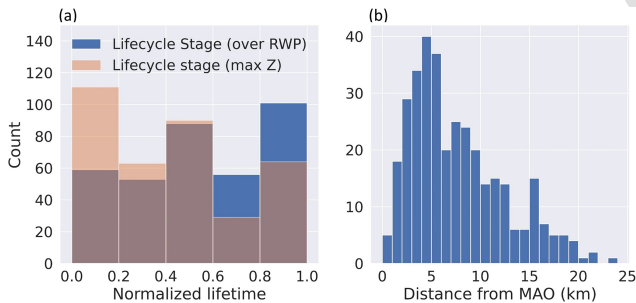 (a)
Lifecycle Stage (over RWP)
Lifecycle stage (max Z)
140
120
100
80
60
40
20
0
Count
0.0 0.2 0.4 0.6 0.8 1.0
Normalized lifetime
(b)
40
30
20
10
0
0 5 10 15 20 25
Distance from MAO (km)